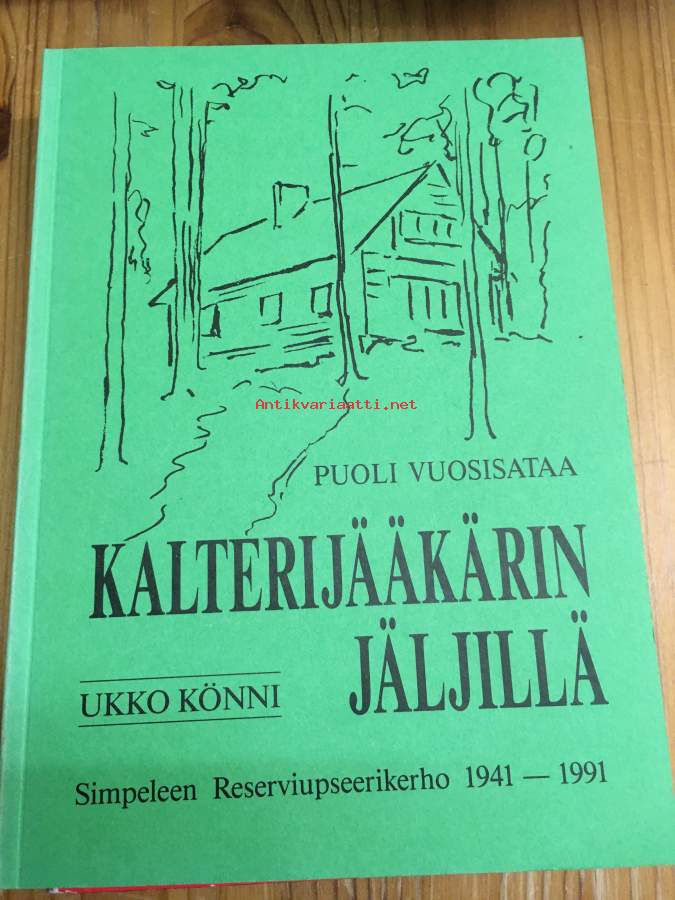 Antikvariaatti.net
PUOLI VUOSISATAA
KALTERIJÄÄKÄRIN
JÄLJILLÄ
UKKO KÖNNI
Simpeleen Reserviupseerikerho 1941 — 1991